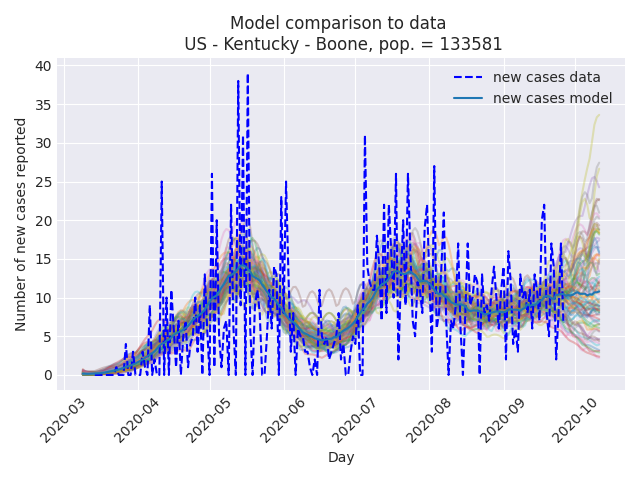 Model comparison to data
US - Kentucky - Boone, pop. = 133581
new cases data
new cases model
Number of new cases reported
40
35
30
25
20
15
10
5
0
2020-03
2020-04
2020-05
2020-06
2020-07
2020-08
2020-09
2020-10
Day